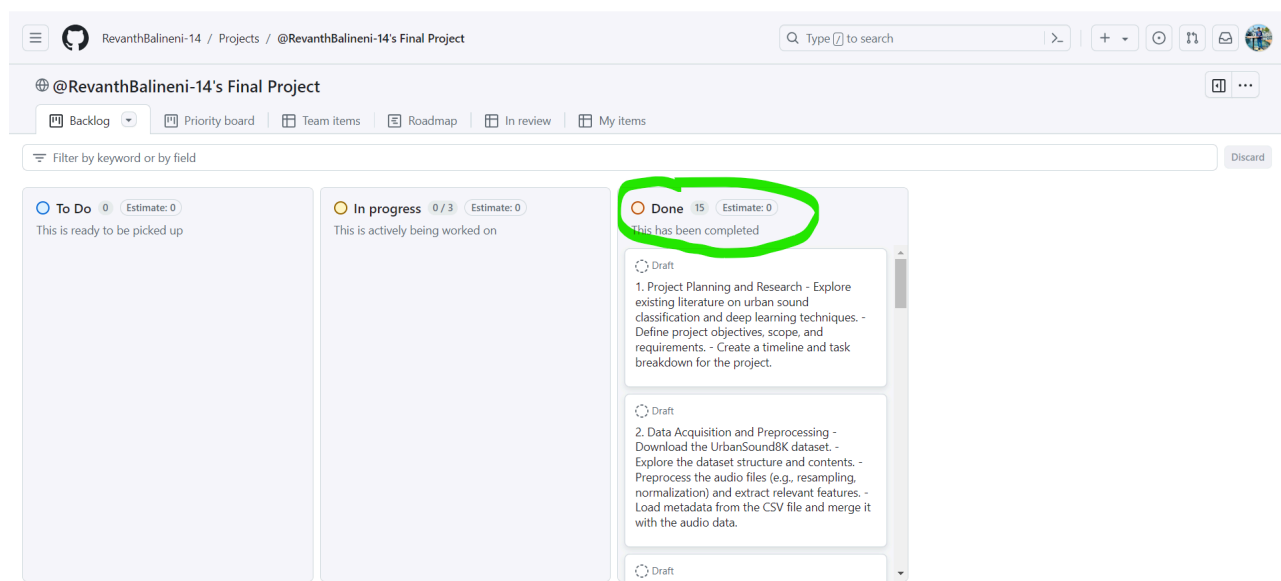 RevanthBalineni-14 / Projects / @RevanthBalineni-14's Final Project
Type / to search
@RevanthBalineni-14's Final Project
Backlog
Priority board
Team items
Roadmap
In review
My items
Filter by keyword or by field
Discard
To Do 0 Estimate: 0
This is ready to be picked up
In progress 0 / 3 Estimate: 0
This is actively being worked on
Done 15 Estimate: 0
This has been completed
Draft
1. Project Planning and Research - Explore
existing literature on urban sound
classification and deep learning techniques. -
Define project objectives, scope, and
requirements. - Create a timeline and task
breakdown for the project.
Draft
2. Data Acquisition and Preprocessing -
Download the UrbanSound8K dataset. -
Explore the dataset structure and contents. -
Preprocess the audio files (e.g., resampling,
normalization) and extract relevant features. -
Load metadata from the CSV file and merge it
with the audio data.
Draft